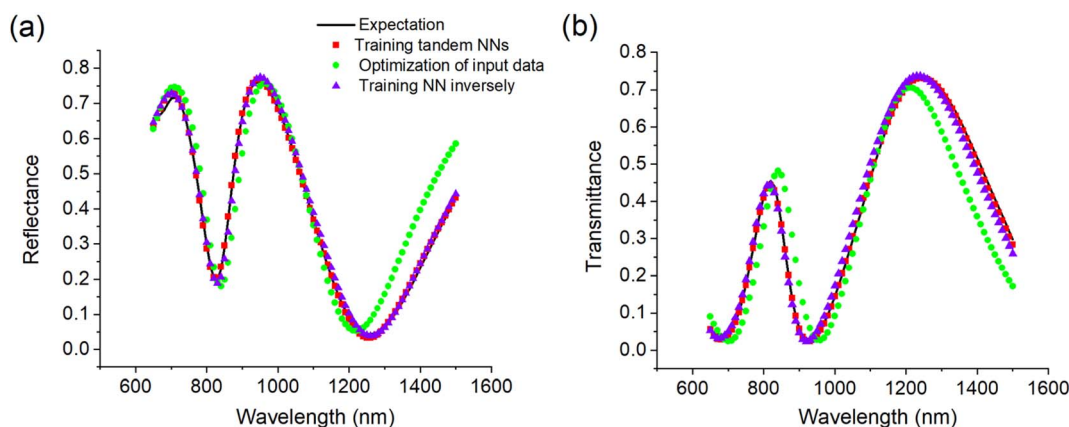 (a)
Expectation
Training tandem NNs
Optimization of input data
Training NN inversely
0.8
0.7
0.6
0.5
0.4
0.3
0.2
0.1
0.0
Reflectance
600 800 1000 1200 1400 1600
Wavelength (nm)
(b)
0.8
0.7
0.6
0.5
0.4
0.3
0.2
0.1
0.0
Transmittance
600 800 1000 1200 1400 1600
Wavelength (nm)